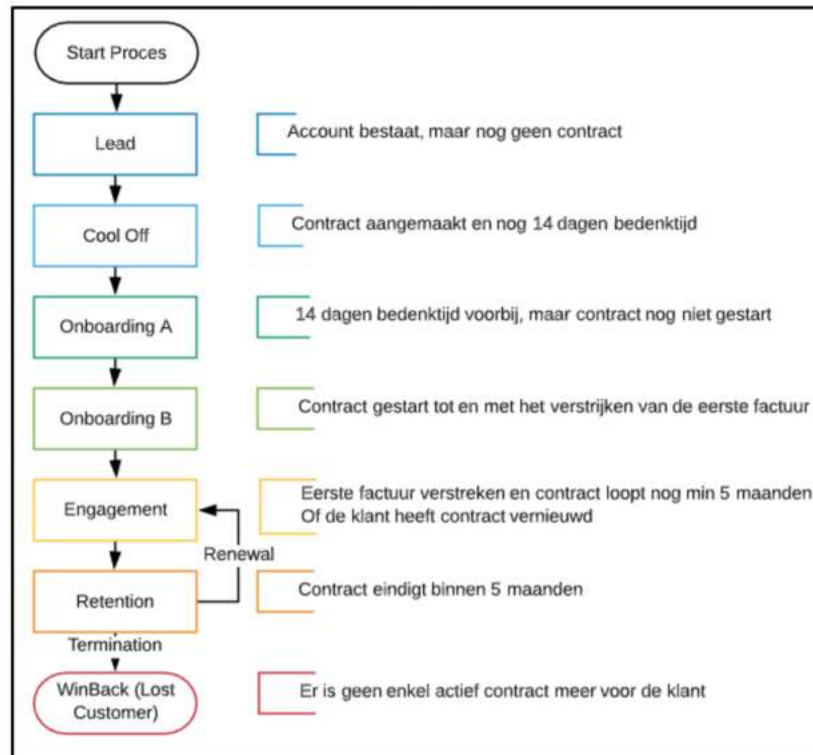 Start Proces
Lead
Account bestaat, maar nog geen contract
Cool Off
Contract aangemaakt en nog 14 dagen bedenktijd
Onboarding A
14 dagen bedenktijd voorbij, maar contract nog niet gestart
Onboarding B
Contract gestart tot en met het verstrijken van de eerste factuur
Engagement
Eerste factuur verstreken en contract loopt nog min 5 maanden
Of de klant heeft contract vernieuwd
Renewal
Retention
Contract eindigt binnen 5 maanden
Termination
WinBack (Lost
Customer)
Er is geen enkel actief contract meer voor de klant